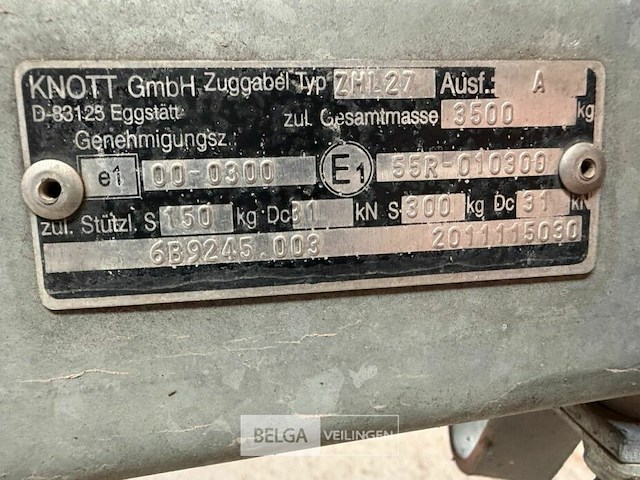 KNOTT GmbH Zuggabel Typ ZHL27 Ausf.: A
D-83125 Eggstätt zul. Gesamtmasse 3500 kg
Genehmigungsz.
e1 00-0300 E1 55R-010300
zul. Stützl. S 150 kg Dc 31 kN S 300 kg Dc 31 kN
6B9245.003 2011115030
BELGA VEILINGEN